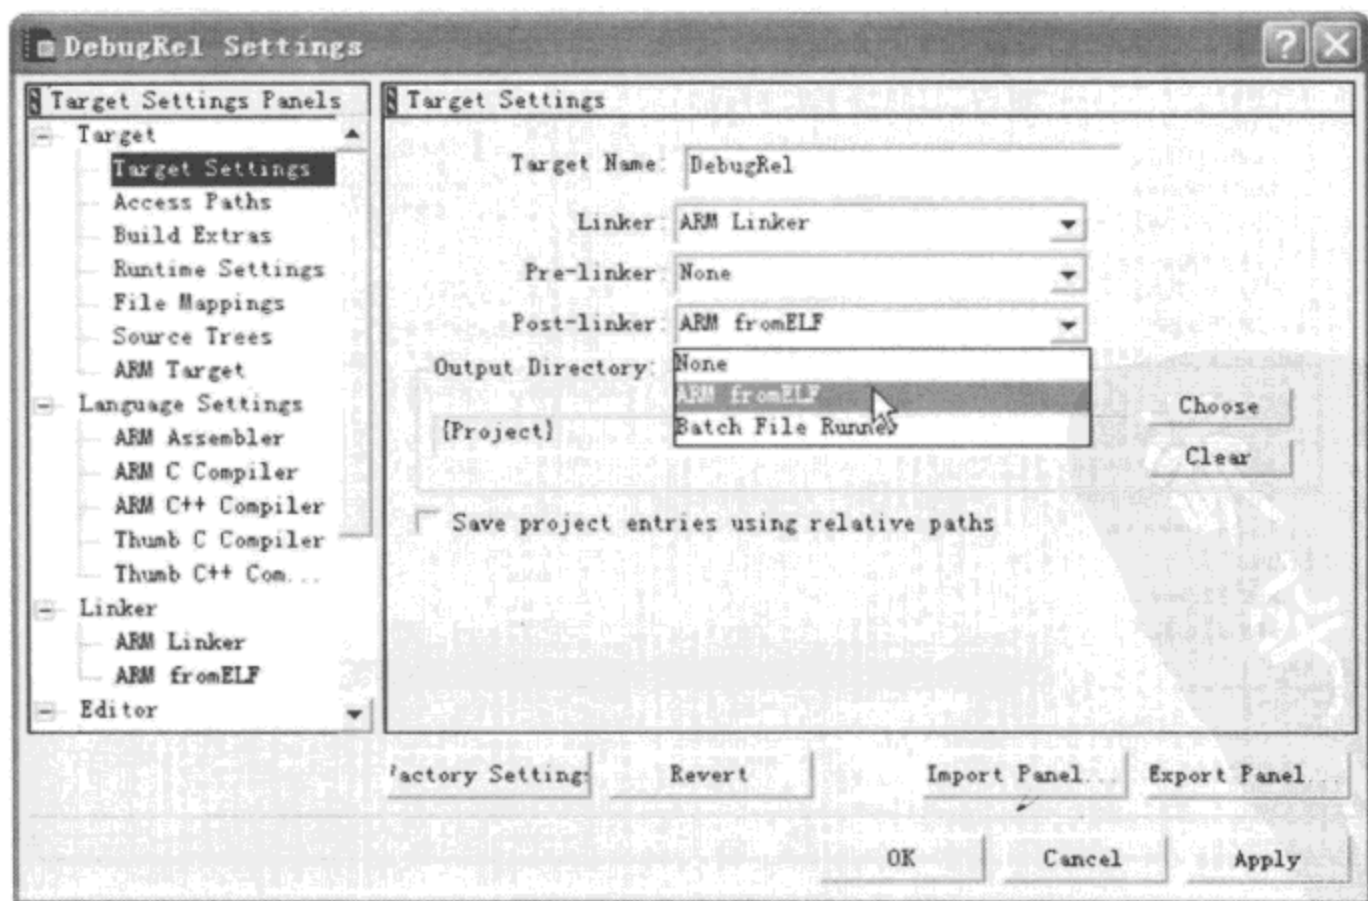 DebugRel Settings
Target Settings Panels
Target
Target Settings
Access Paths
Build Extras
Runtime Settings
File Mappings
Source Trees
ARM Target
Language Settings
ARM Assembler
ARM C Compiler
ARM C++ Compiler
Thumb C Compiler
Thumb C++ Com...
Linker
ARM Linker
ARM fromELF
Editor
Target Settings
Target Name: DebugRel
Linker: ARM Linker
Pre-linker: None
Post-linker: ARM fromELF
None
ARM fromELF
Batch File Runner
Output Directory:
{Project}
Choose
Clear
Save project entries using relative paths
actory Setting
Revert
Import Panel...
Export Panel...
OK
Cancel
Apply